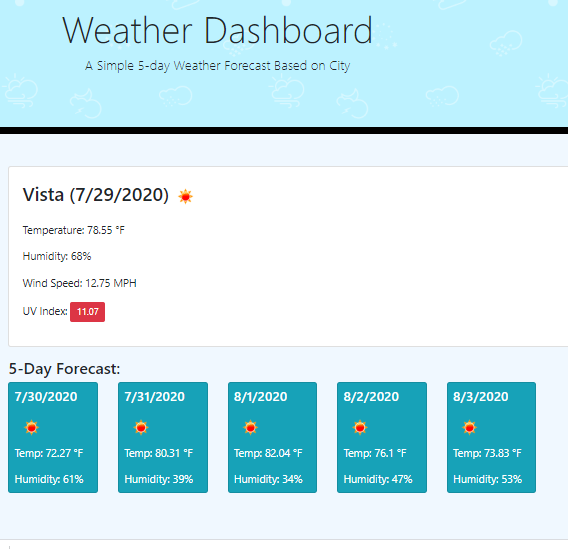 Weather Dashboard
A Simple 5-day Weather Forecast Based on City
Vista (7/29/2020)
Temperature: 78.55 °F
Humidity: 68%
Wind Speed: 12.75 MPH
UV Index: 11.07
5-Day Forecast:
7/30/2020
Temp: 72.27 °F
Humidity: 61%
7/31/2020
Temp: 80.31 °F
Humidity: 39%
8/1/2020
Temp: 82.04 °F
Humidity: 34%
8/2/2020
Temp: 76.1 °F
Humidity: 47%
8/3/2020
Temp: 73.83 °F
Humidity: 53%